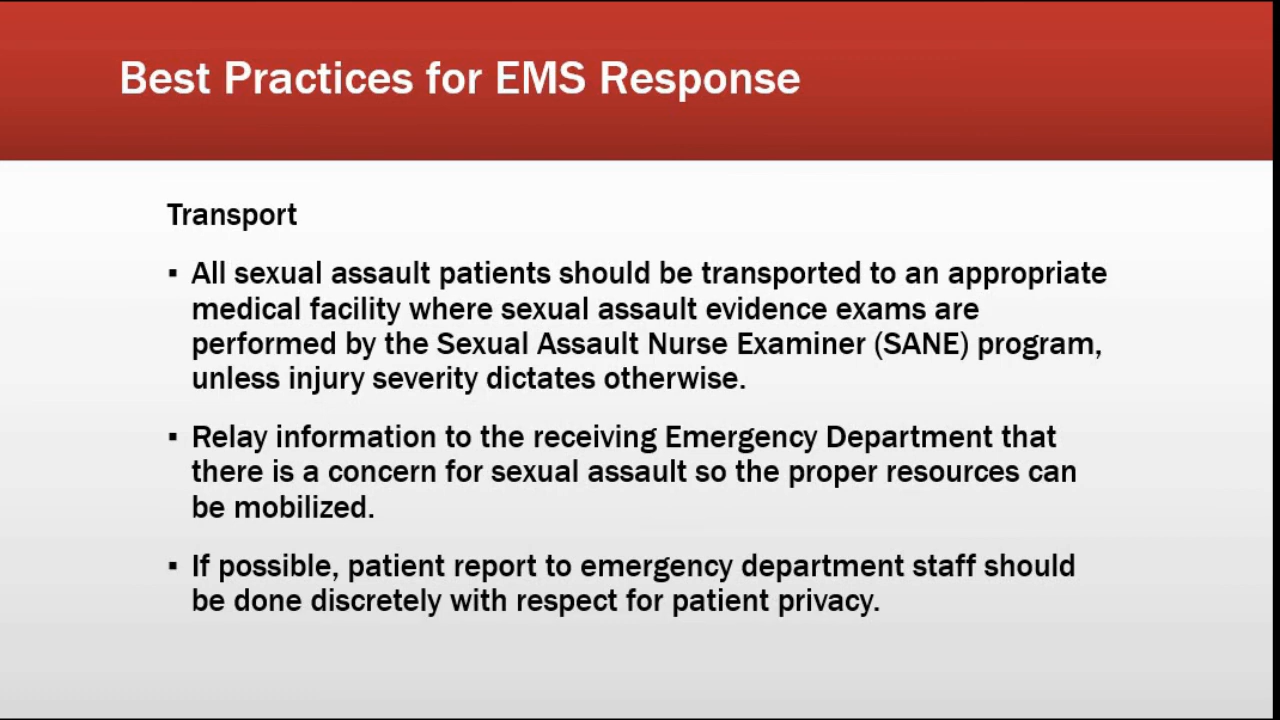 Best Practices for EMS Response
Transport
▪ All sexual assault patients should be transported to an appropriate
medical facility where sexual assault evidence exams are
performed by the Sexual Assault Nurse Examiner (SANE) program,
unless injury severity dictates otherwise.
▪ Relay information to the receiving Emergency Department that
there is a concern for sexual assault so the proper resources can
be mobilized.
▪ If possible, patient report to emergency department staff should
be done discretely with respect for patient privacy.